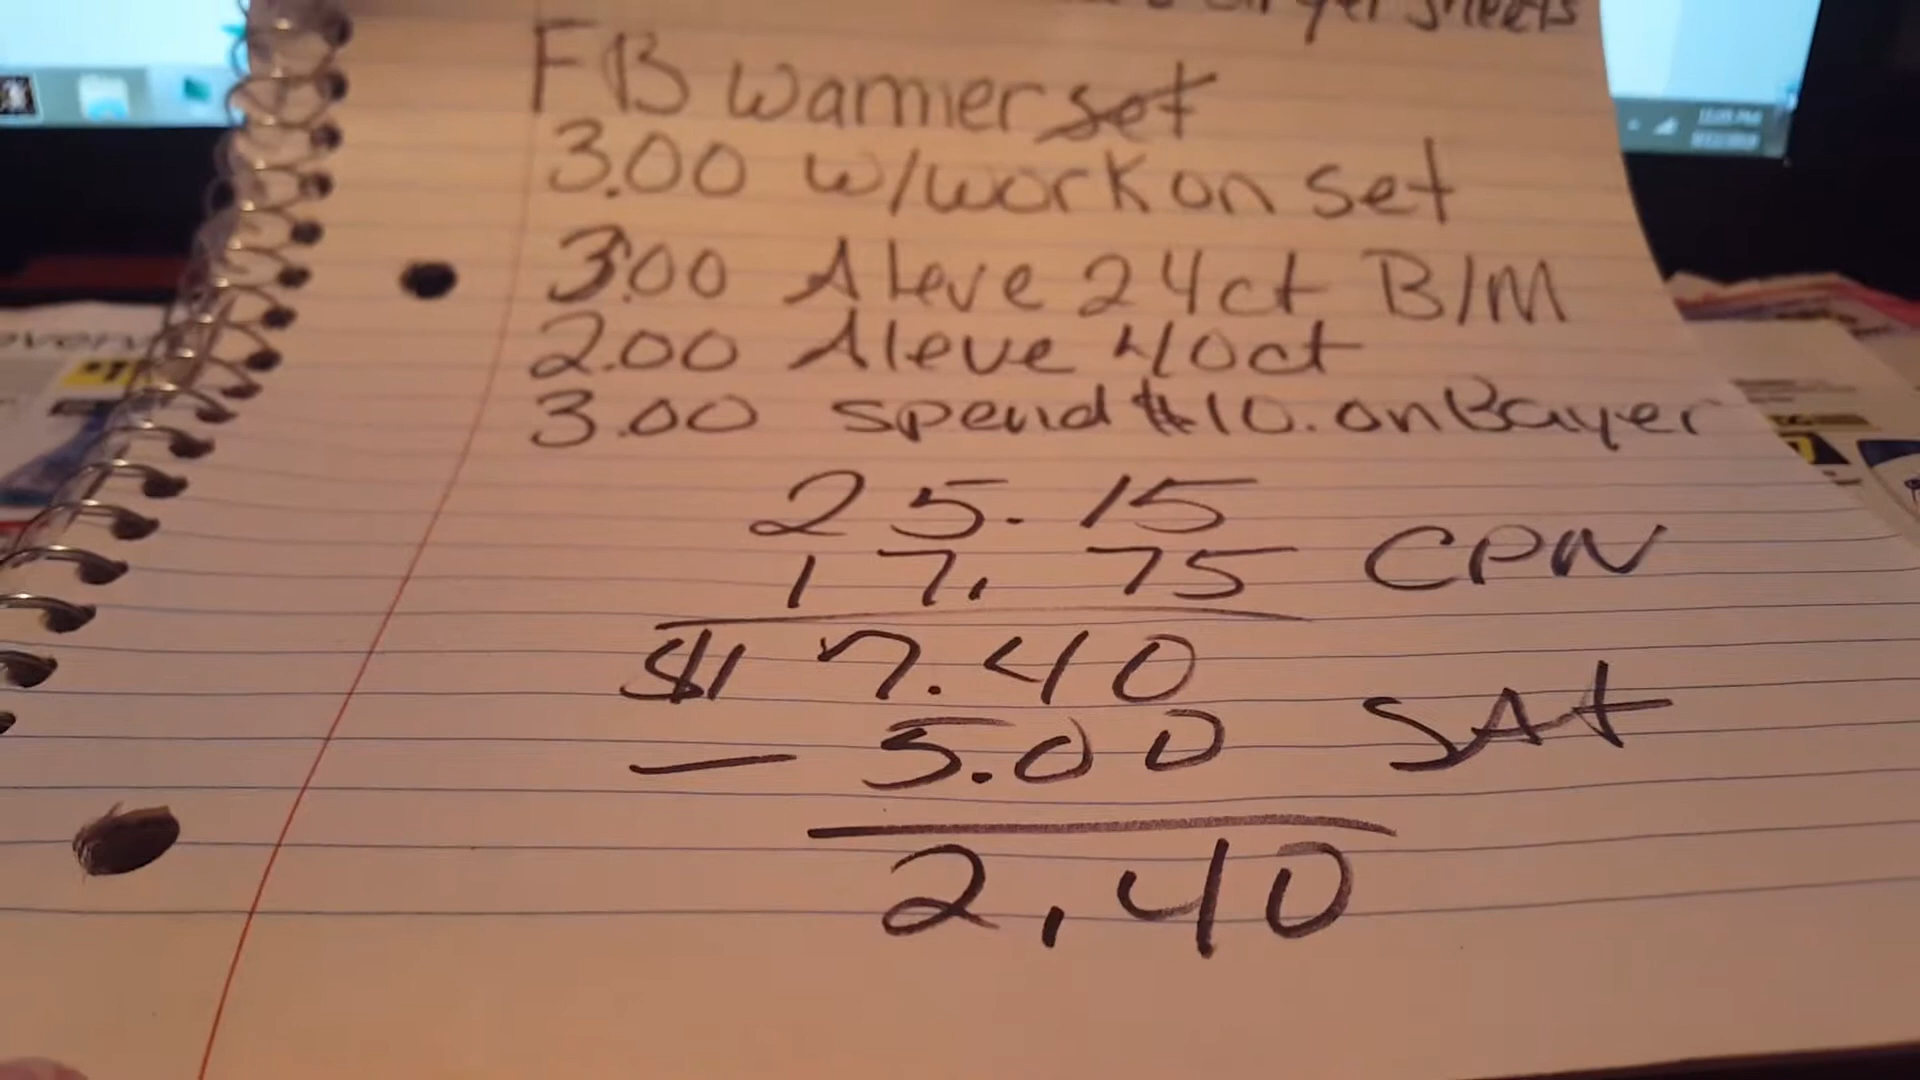 sheets
FB Warmer set
3.00 w/work on set
3.00 Aleve 24ct B/M
2.00 Aleve 40ct
3.00 spend $10. on Bayer
25.15
17.75 CPN
$17.40
- 5.00 SAt
2.40